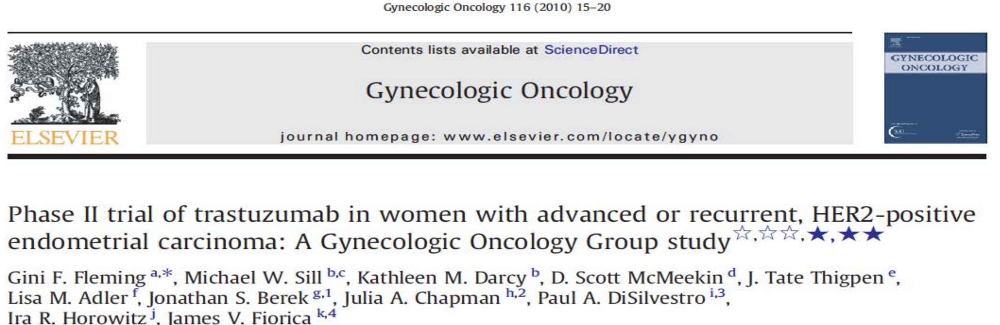 Gynecologic Oncology 116 (2010) 15–20
Contents lists available at ScienceDirect
Gynecologic Oncology
journal homepage: www.elsevier.com/locate/ygyno
ELSEVIER
GYNECOLOGIC
ONCOLOGY
Phase II trial of trastuzumab in women with advanced or recurrent, HER2-positive
endometrial carcinoma: A Gynecologic Oncology Group study☆,☆☆,★,★★
Gini F. Fleming a,*, Michael W. Sill b,c, Kathleen M. Darcy b, D. Scott McMeekin d, J. Tate Thigpen e,
Lisa M. Adler f, Jonathan S. Berek g,1, Julia A. Chapman h,2, Paul A. DiSilvestro i,3,
Ira R. Horowitz j, James V. Fiorica k,4